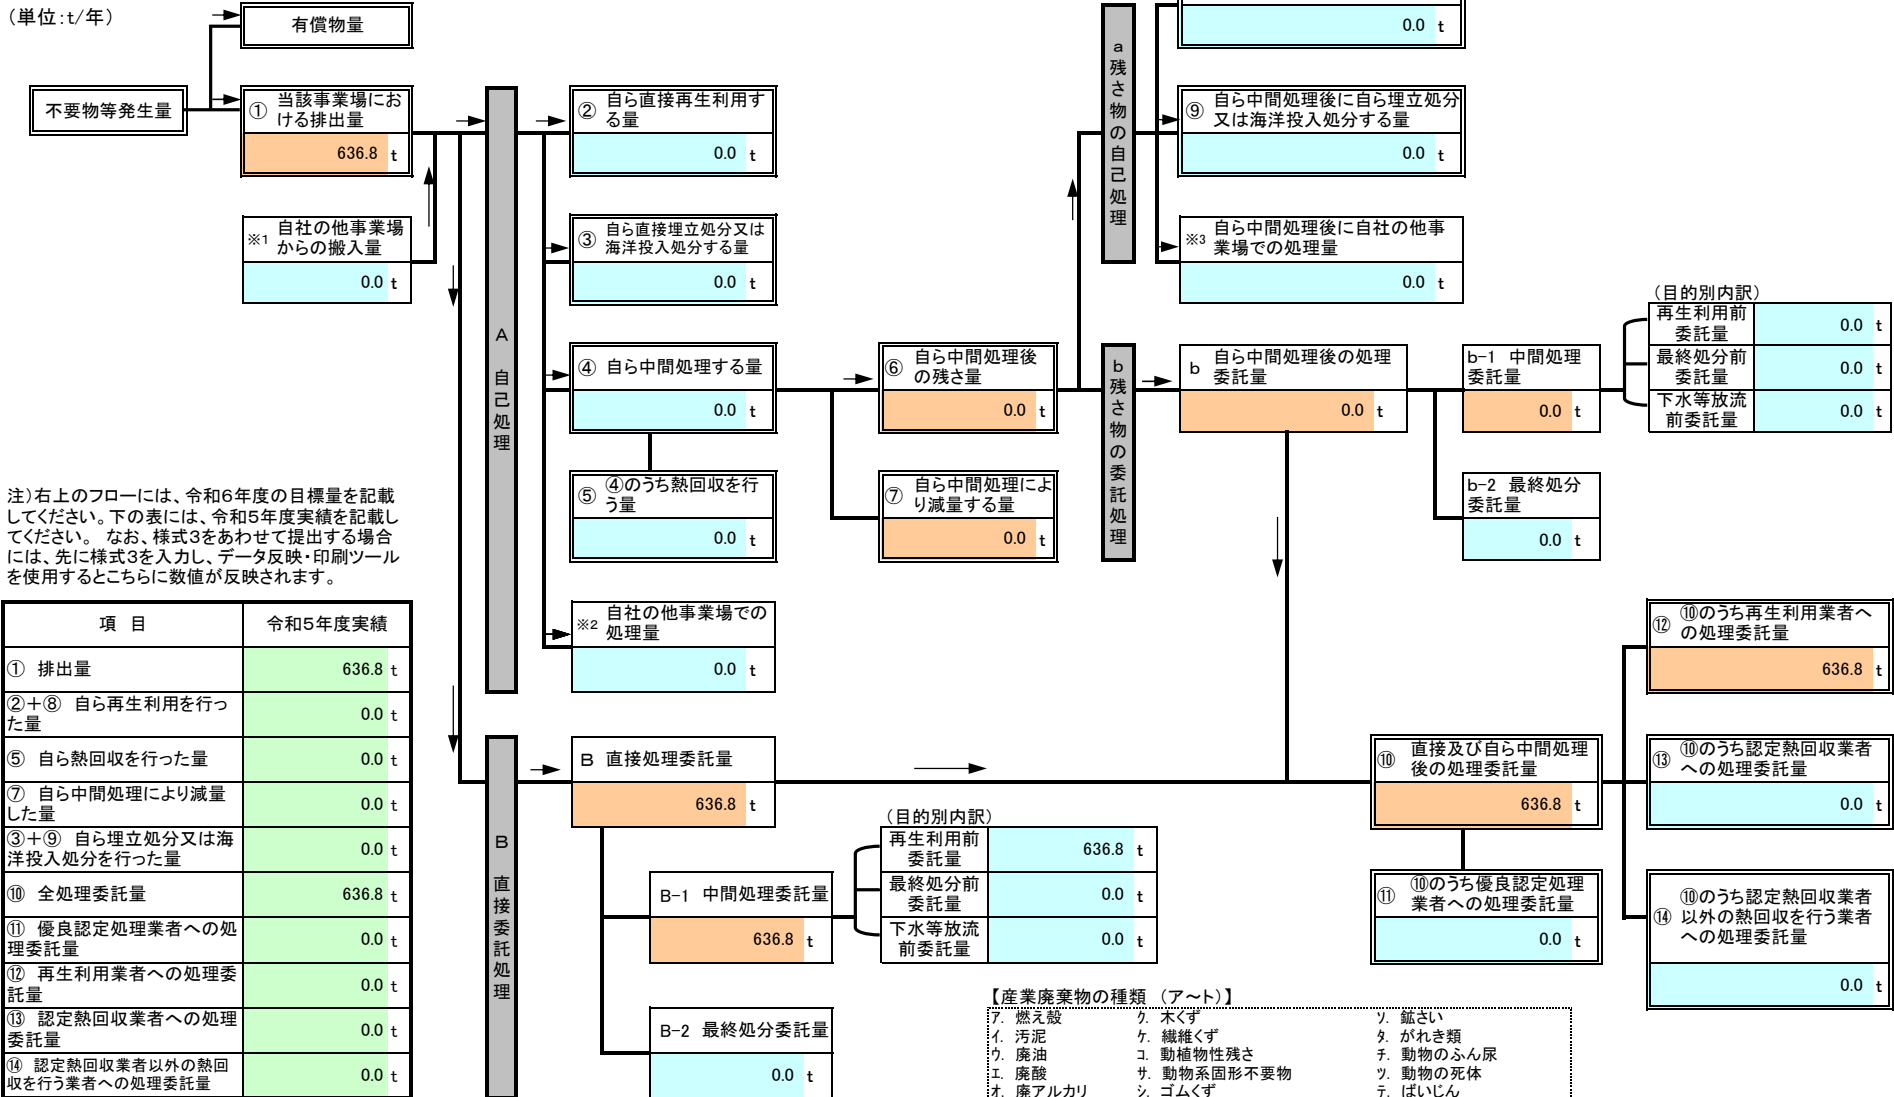 （単位：t/年）
有償物量
不要物等発生量
① 当該事業場にお
ける排出量
636.8 t
※1 自社の他事業場
からの搬入量
0.0 t
A 自己処理
② 自ら直接再生利用す
る量
0.0 t
③ 自ら直接埋立処分又は
海洋投入処分する量
0.0 t
④ 自ら中間処理する量
0.0 t
⑤ ④のうち熱回収を行
う量
0.0 t
※2 自社の他事業場での
処理量
0.0 t
⑥ 自ら中間処理後
の残さ量
0.0 t
⑦ 自ら中間処理によ
り減量する量
0.0 t
a 残さ物の自己処理
0.0 t
⑨ 自ら中間処理後に自ら埋立処分
又は海洋投入処分する量
0.0 t
※3 自ら中間処理後に自社の他事
業場での処理量
0.0 t
b 残さ物の委託処理
b 自ら中間処理後の処理
委託量
0.0 t
b-1 中間処理
委託量
0.0 t
（目的別内訳）
再生利用前
委託量
0.0 t
最終処分前
委託量
0.0 t
下水等放流
前委託量
0.0 t
b-2 最終処分
委託量
0.0 t
注）右上のフローには、令和６年度の目標量を記載
してください。下の表には、令和５年度実績を記載し
てください。 なお、様式３をあわせて提出する場合
には、先に様式３を入力し、データ反映・印刷ツール
を使用するとこちらに数値が反映されます。
項 目 令和５年度実績
① 排出量 636.8 t
②＋⑧ 自ら再生利用を行っ
た量
0.0 t
⑤ 自ら熱回収を行った量 0.0 t
⑦ 自ら中間処理により減量
した量
0.0 t
③＋⑨ 自ら埋立処分又は海
洋投入処分を行った量
0.0 t
⑩ 全処理委託量 636.8 t
⑪ 優良認定処理業者への処
理委託量
0.0 t
⑫ 再生利用業者への処理委
託量
0.0 t
⑬ 認定熱回収業者への処理
委託量
0.0 t
⑭ 認定熱回収業者以外の熱回
収を行う業者への処理委託量
0.0 t
B 直接委託処理
B 直接処理委託量
636.8 t
B-1 中間処理委託量
636.8 t
（目的別内訳）
再生利用前
委託量
636.8 t
最終処分前
委託量
0.0 t
下水等放流
前委託量
0.0 t
B-2 最終処分委託量
0.0 t
⑩ 直接及び自ら中間処理
後の処理委託量
636.8 t
⑪ ⑩のうち優良認定処理
業者への処理委託量
0.0 t
⑫ ⑩のうち再生利用業者へ
の処理委託量
636.8 t
⑬ ⑩のうち認定熱回収業者
への処理委託量
0.0 t
⑭ ⑩のうち認定熱回収業者
以外の熱回収を行う業者
への処理委託量
0.0 t
【産業廃棄物の種類 （ア～ト）】
ｱ. 燃え殻 ｸ. 木くず ｿ. 鉱さい
ｲ. 汚泥 ｹ. 繊維くず ﾀ. がれき類
ｳ. 廃油 ｺ. 動植物性残さ ﾁ. 動物のふん尿
ｴ. 廃酸 ｻ. 動物系固形不要物 ﾂ. 動物の死体
ｵ. 廃アルカリ ｼ. ゴムくず ﾃ. ばいじん